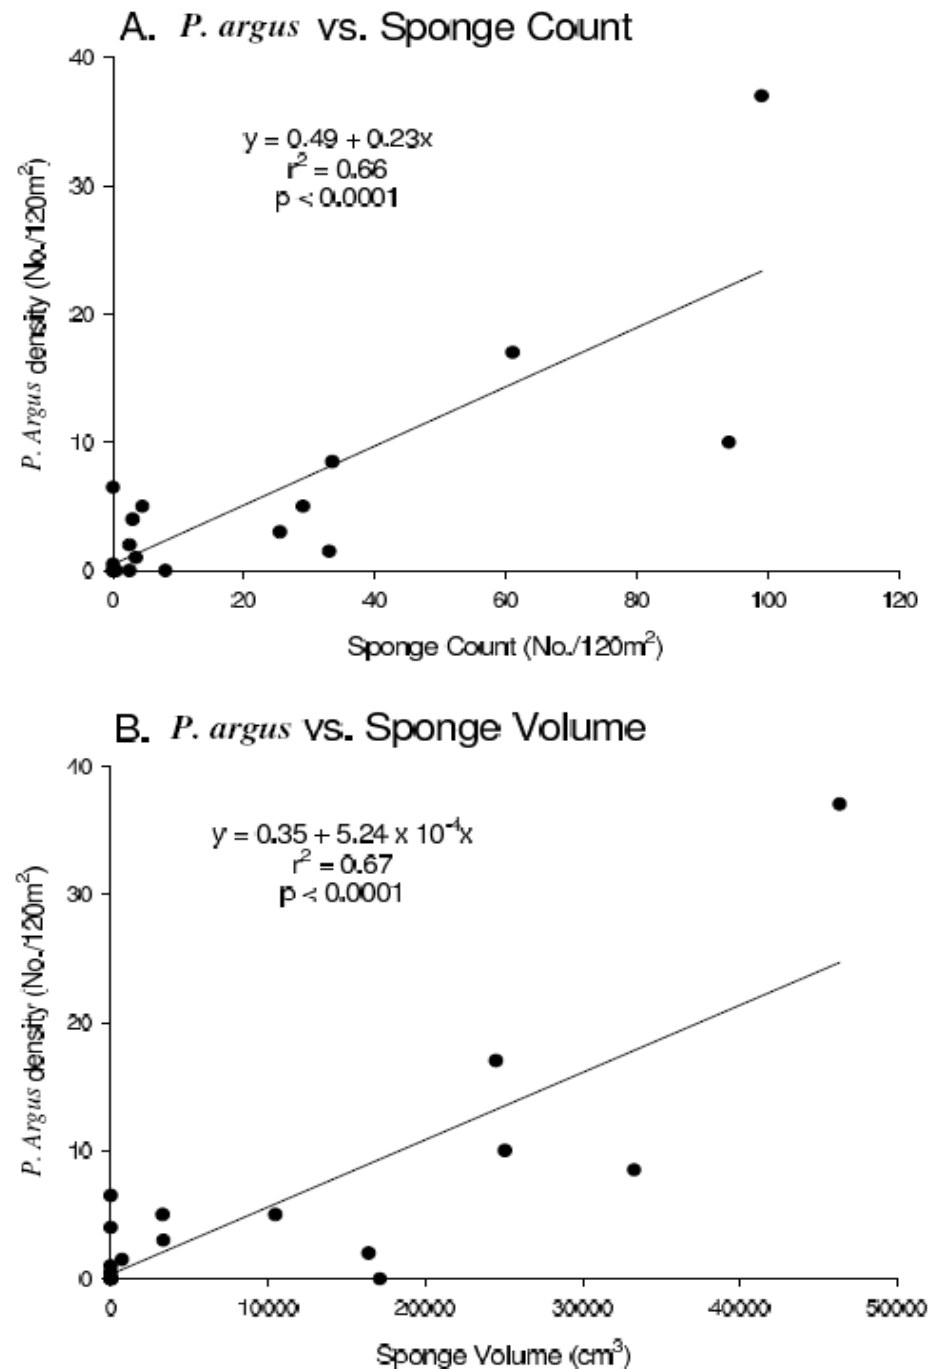 A. P. argus vs. Sponge Count
40
y = 0.49 + 0.23x
r² = 0.66
p < 0.0001
30
20
10
0
P. Argus density (No./120m²)
0 20 40 60 80 100 120
Sponge Count (No./120m²)
B. P. argus vs. Sponge Volume
40
y = 0.35 + 5.24 x 10⁻⁴x
r² = 0.67
p < 0.0001
30
20
10
0
P. Argus density (No./120m²)
0 10000 20000 30000 40000 50000
Sponge Volume (cm³)